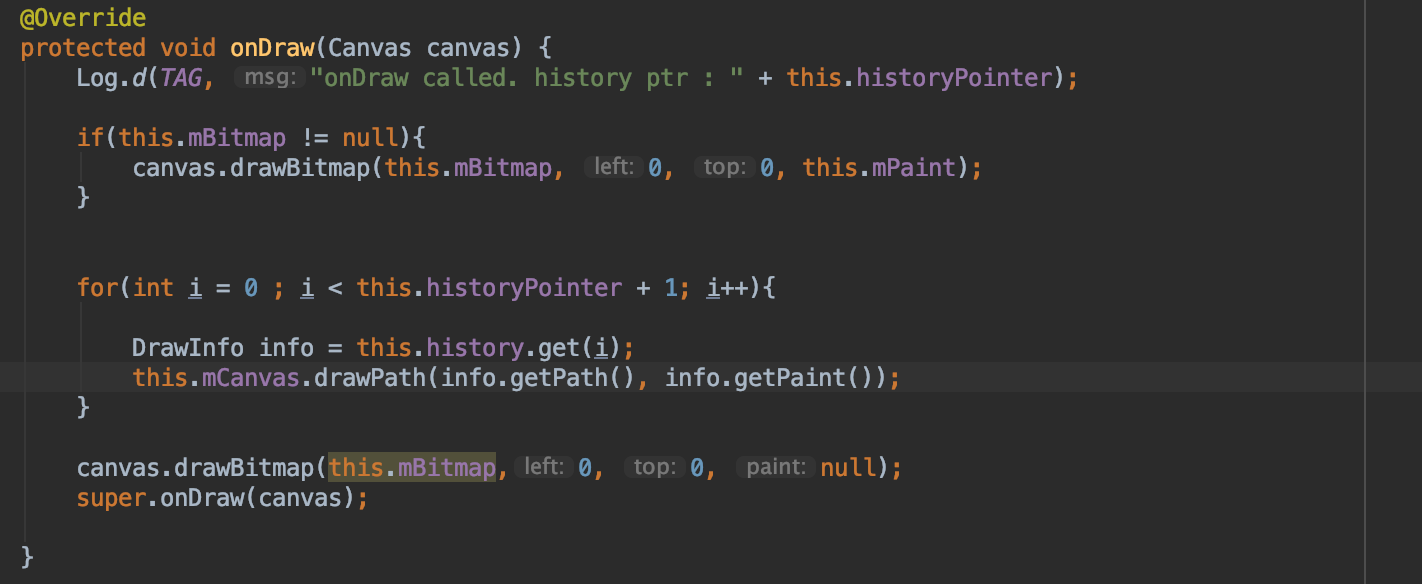 @Override
protected void onDraw(Canvas canvas) {
Log.d(TAG, msg: "onDraw called. history ptr : " + this.historyPointer);
if(this.mBitmap != null){
canvas.drawBitmap(this.mBitmap, left: 0, top: 0, this.mPaint);
}
for(int i = 0 ; i < this.historyPointer + 1; i++){
DrawInfo info = this.history.get(i);
this.mCanvas.drawPath(info.getPath(), info.getPaint());
}
canvas.drawBitmap(this.mBitmap, left: 0, top: 0, paint: null);
super.onDraw(canvas);
}